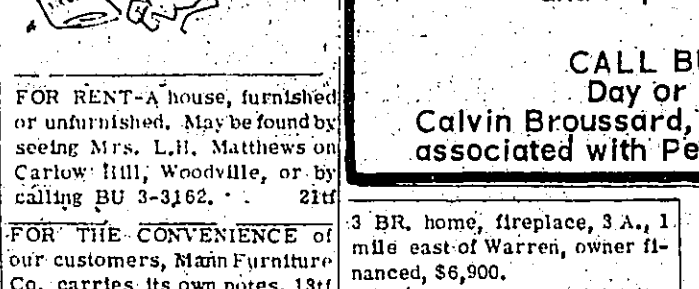 FOR RENT-A house, furnished
or unfurnished. May be found by
seeing Mrs. L.H. Matthews on
Carlow Hill, Woodville, or by
calling BU 3-3162. 21tf
FOR THE CONVENIENCE of
our customers, Mann Furniture
Co. carries its own notes. 13tf
CALL BU
Day or
Calvin Broussard,
associated with Pe
3 BR. home, fireplace, 3 A., 1
mile east of Warren, owner fi-
nanced, $6,900.